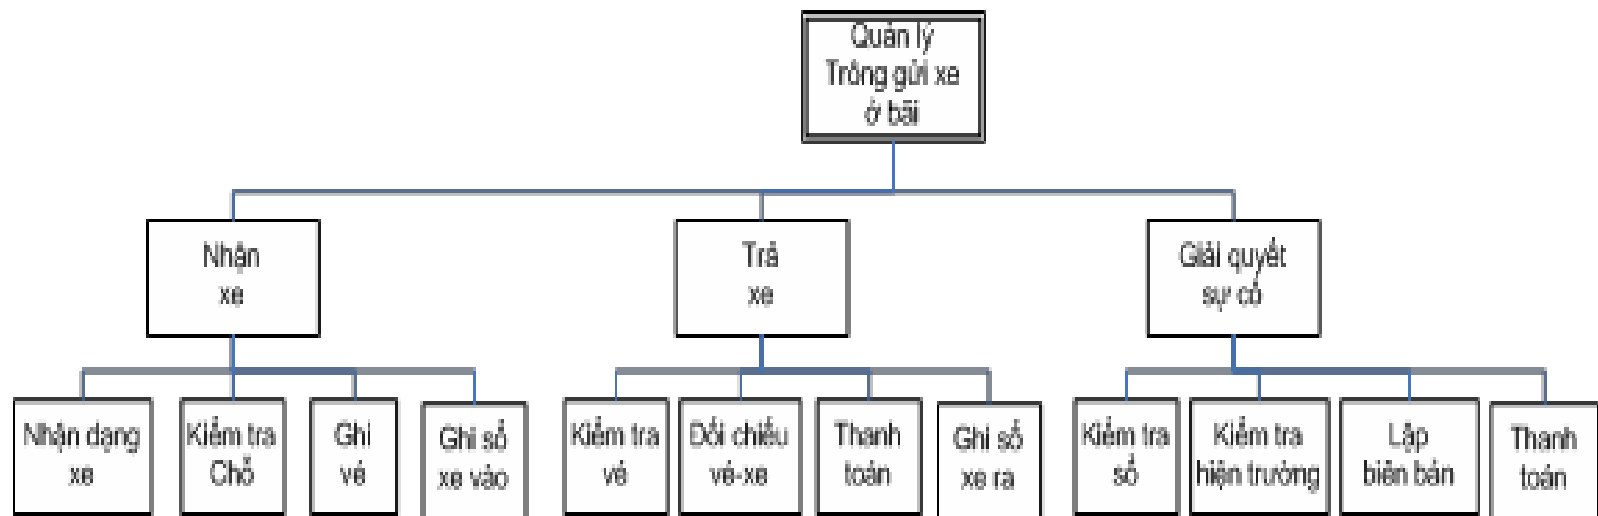 Quản lý
Trông gửi xe
ở bãi
Nhận
xe
Trả
xe
Giải quyết
sự cố
Nhận dạng
xe
Kiểm tra
Chỗ
Ghi
vé
Ghi sổ
xe vào
Kiểm tra
vé
Đối chiếu
vé-xe
Thanh
toán
Ghi sổ
xe ra
Kiểm tra
sổ
Kiểm tra
hiện trường
Lập
biên bản
Thanh
toán